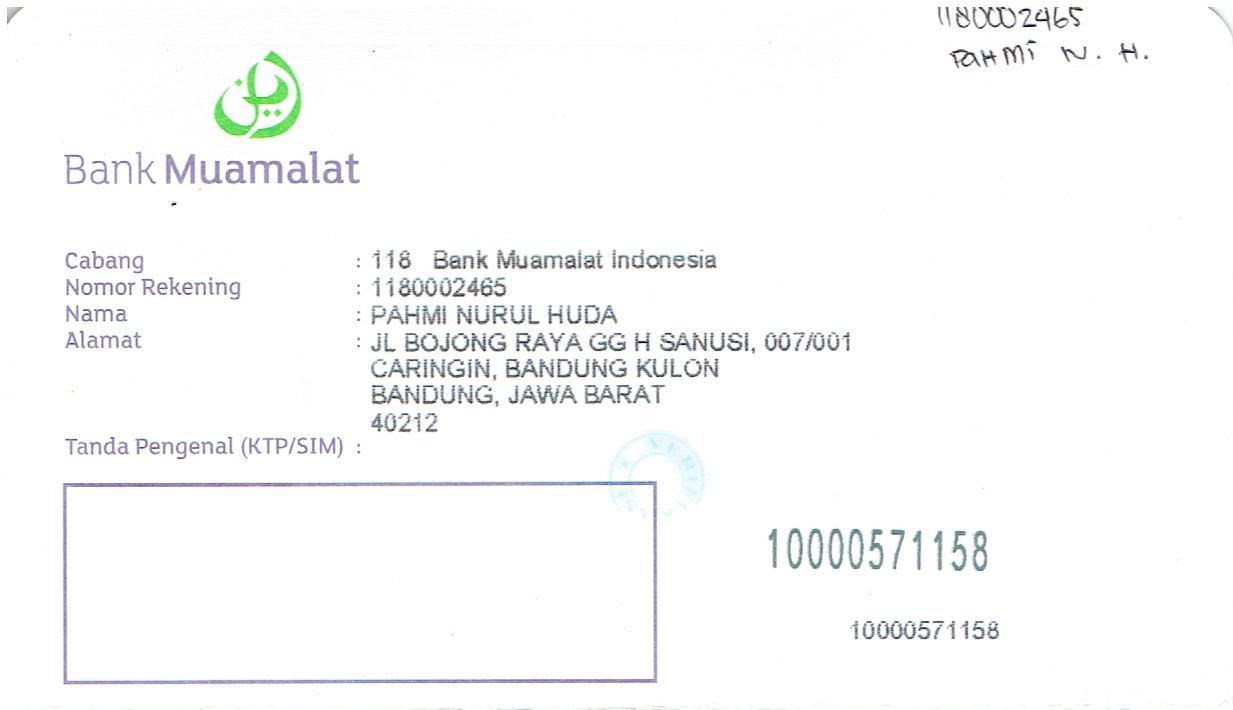 1180002465
PAHMI N. H.
Bank Muamalat
Cabang : 118 Bank Muamalat Indonesia
Nomor Rekening : 1180002465
Nama : PAHMI NURUL HUDA
Alamat : JL BOJONG RAYA GG H SANUSI, 007/001
CARINGIN, BANDUNG KULON
BANDUNG, JAWA BARAT
40212
Tanda Pengenal (KTP/SIM) :
10000571158
10000571158